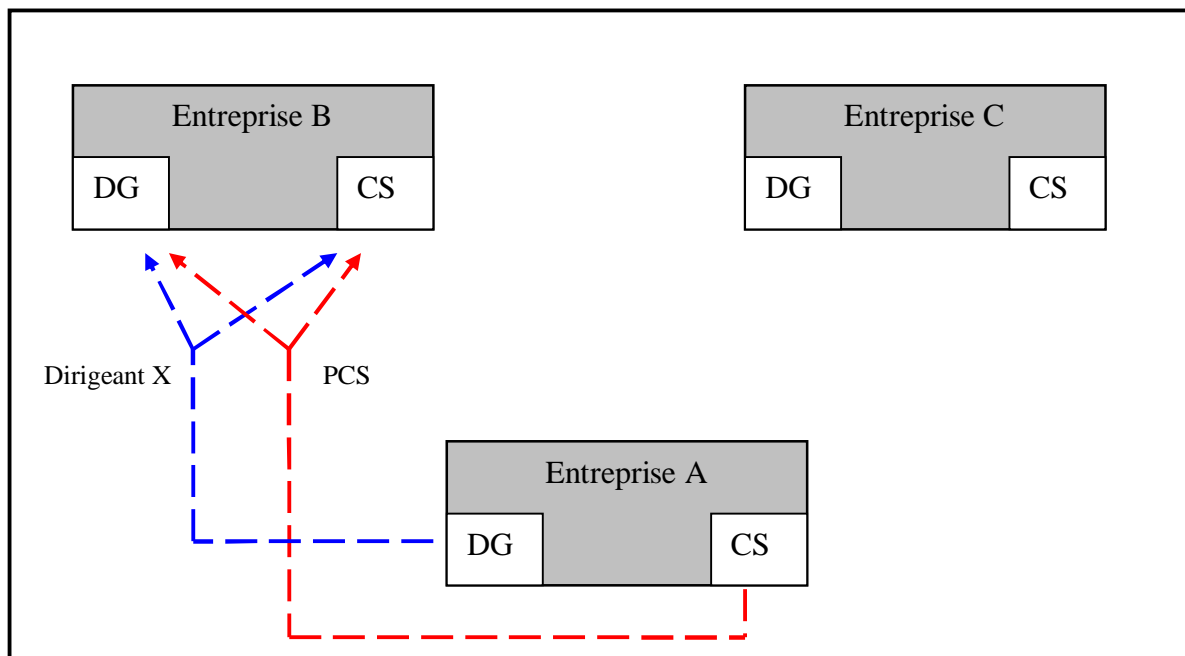 Entreprise B
Entreprise C
DG
CS
DG
CS
Dirigeant X
PCS
Entreprise A
DG
CS